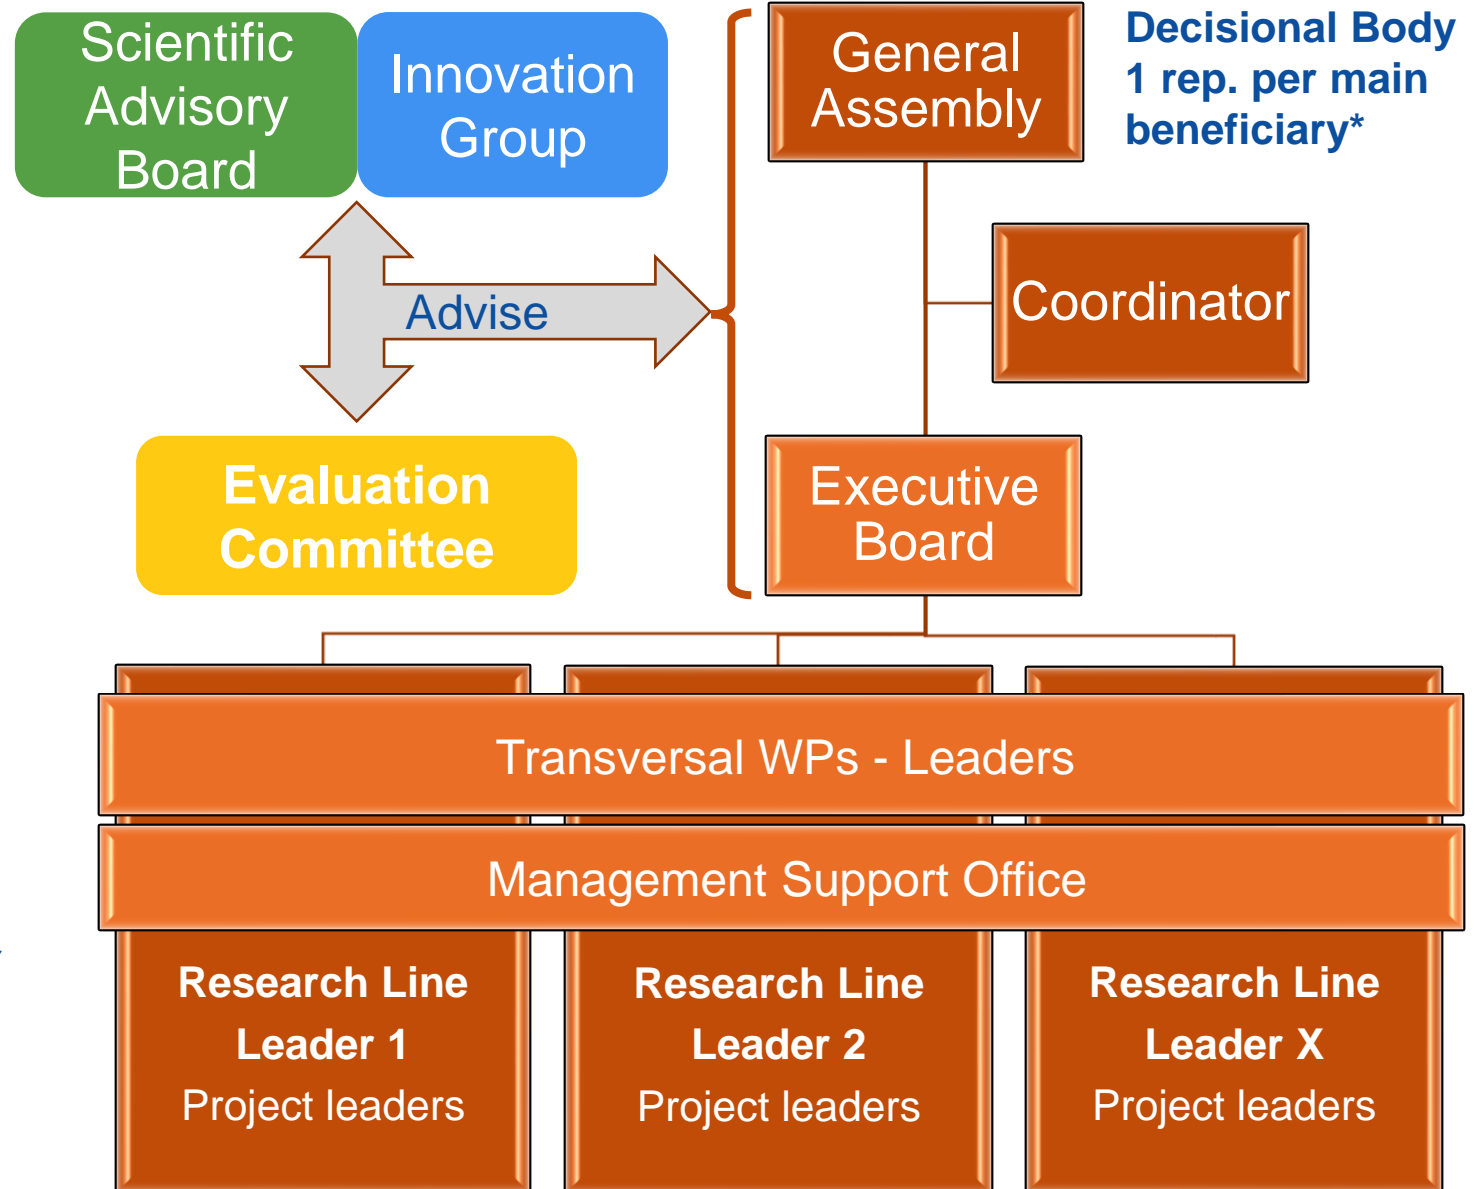 Scientific
Advisory
Board
Innovation
Group
General
Assembly
Decisional Body
1 rep. per main
beneficiary*
Advise
Coordinator
Evaluation
Committee
Executive
Board
Transversal WPs - Leaders
Management Support Office
Research Line
Leader 1
Project leaders
Research Line
Leader 2
Project leaders
Research Line
Leader X
Project leaders